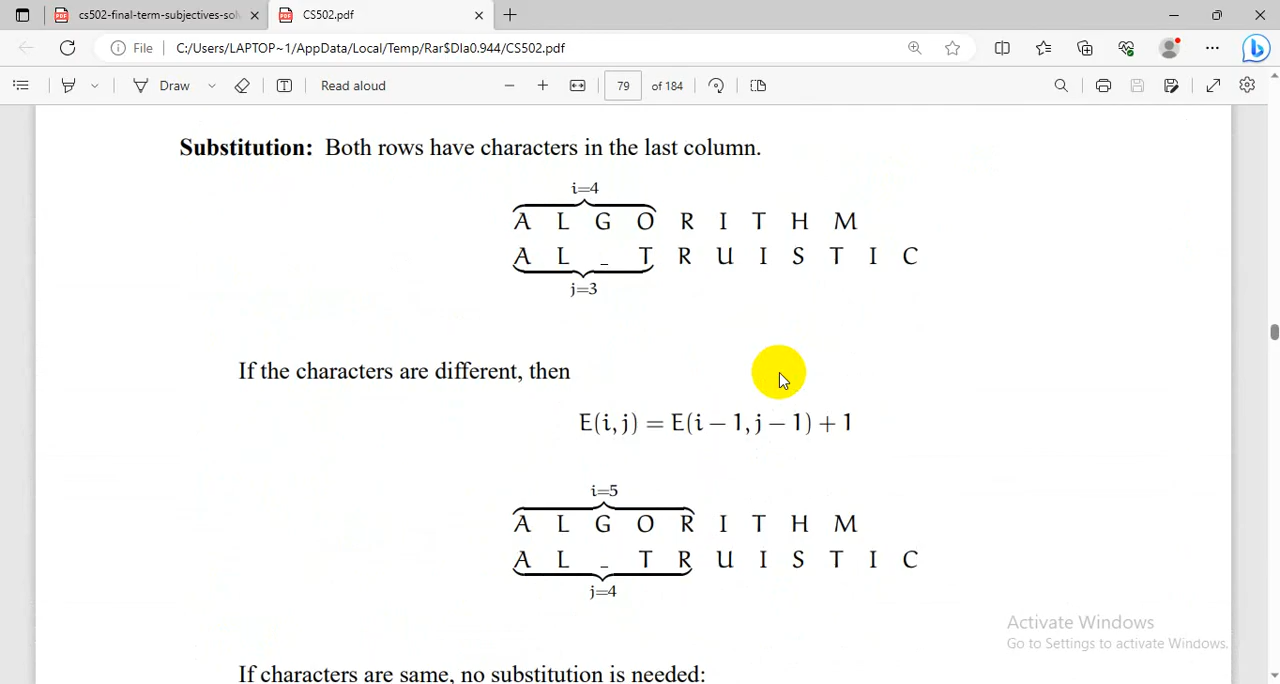 cs502-final-term-subjectives-sol
CS502.pdf
File
C:/Users/LAPTOP~1/AppData/Local/Temp/Rar$DIa0.944/CS502.pdf
Draw
Read aloud
79 of 184
Substitution: Both rows have characters in the last column.
i=4
A L G O R I T H M
A L _ T R U I S T I C
j=3
If the characters are different, then
E(i, j) = E(i − 1, j − 1) + 1
i=5
A L G O R I T H M
A L _ T R U I S T I C
j=4
Activate Windows
Go to Settings to activate Windows.
If characters are same, no substitution is needed: